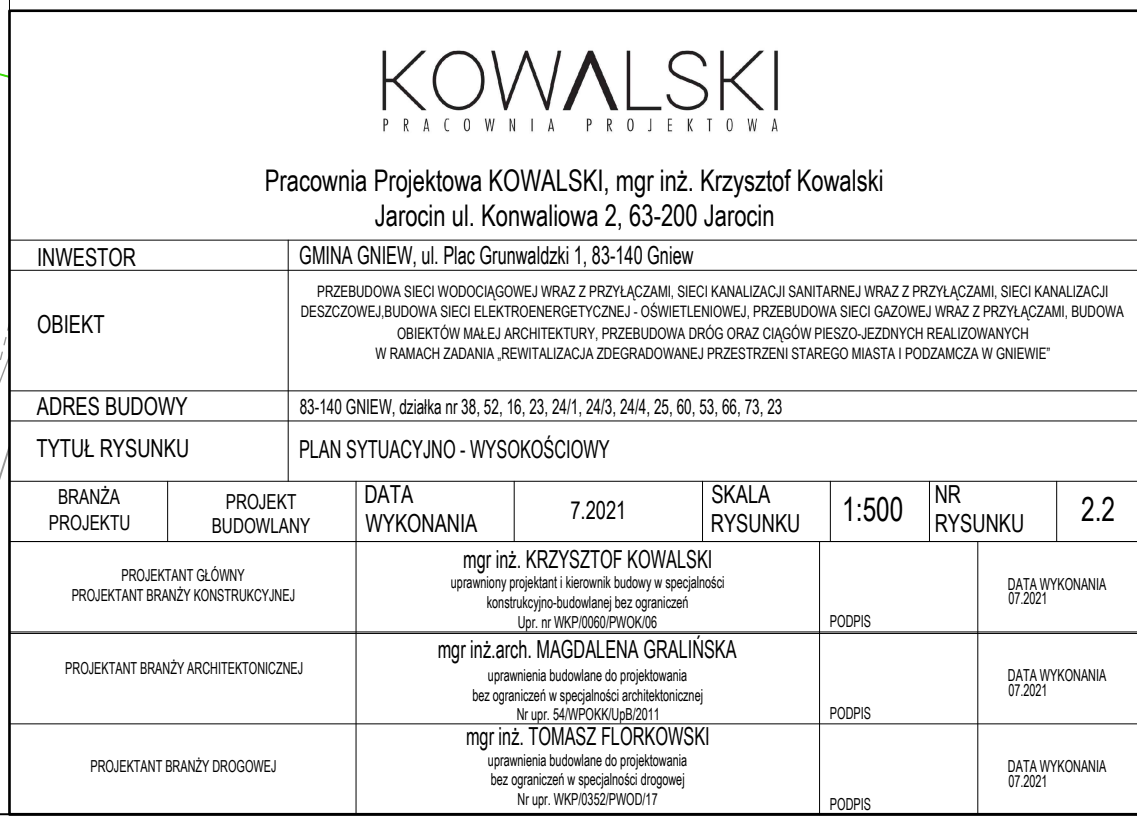 KOWALSKI
PRACOWNIA PROJEKTOWA
Pracownia Projektowa KOWALSKI, mgr inż. Krzysztof Kowalski
Jarocin ul. Konwaliowa 2, 63-200 Jarocin
INWESTOR
GMINA GNIEW, ul. Plac Grunwaldzki 1, 83-140 Gniew
OBIEKT
PRZEBUDOWA SIECI WODOCIĄGOWEJ WRAZ Z PRZYŁĄCZAMI, SIECI KANALIZACJI SANITARNEJ WRAZ Z PRZYŁĄCZAMI, SIECI KANALIZACJI
DESZCZOWEJ,BUDOWA SIECI ELEKTROENERGETYCZNEJ - OŚWIETLENIOWEJ, PRZEBUDOWA SIECI GAZOWEJ WRAZ Z PRZYŁĄCZAMI, BUDOWA
OBIEKTÓW MAŁEJ ARCHITEKTURY, PRZEBUDOWA DRÓG ORAZ CIĄGÓW PIESZO-JEZDNYCH REALIZOWANYCH
W RAMACH ZADANIA „REWITALIZACJA ZDEGRADOWANEJ PRZESTRZENI STAREGO MIASTA I PODZAMCZA W GNIEWIE”
ADRES BUDOWY
83-140 GNIEW, działka nr 38, 52, 16, 23, 24/1, 24/3, 24/4, 25, 60, 53, 66, 73, 23
TYTUŁ RYSUNKU
PLAN SYTUACYJNO - WYSOKOŚCIOWY
BRANŻA
PROJEKTU
PROJEKT
BUDOWLANY
DATA
WYKONANIA
7.2021
SKALA
RYSUNKU
1:500
NR
RYSUNKU
2.2
PROJEKTANT GŁÓWNY
PROJEKTANT BRANŻY KONSTRUKCYJNEJ
mgr inż. KRZYSZTOF KOWALSKI
uprawniony projektant i kierownik budowy w specjalności
konstrukcyjno-budowlanej bez ograniczeń
Upr. nr WKP/0060/PWOK/06
PODPIS
DATA WYKONANIA
07.2021
PROJEKTANT BRANŻY ARCHITEKTONICZNEJ
mgr inż.arch. MAGDALENA GRALIŃSKA
uprawnienia budowlane do projektowania
bez ograniczeń w specjalności architektonicznej
Nr upr. 54/WPOKK/UpB/2011
PODPIS
DATA WYKONANIA
07.2021
PROJEKTANT BRANŻY DROGOWEJ
mgr inż. TOMASZ FLORKOWSKI
uprawnienia budowlane do projektowania
bez ograniczeń w specjalności drogowej
Nr upr. WKP/0352/PWOD/17
PODPIS
DATA WYKONANIA
07.2021